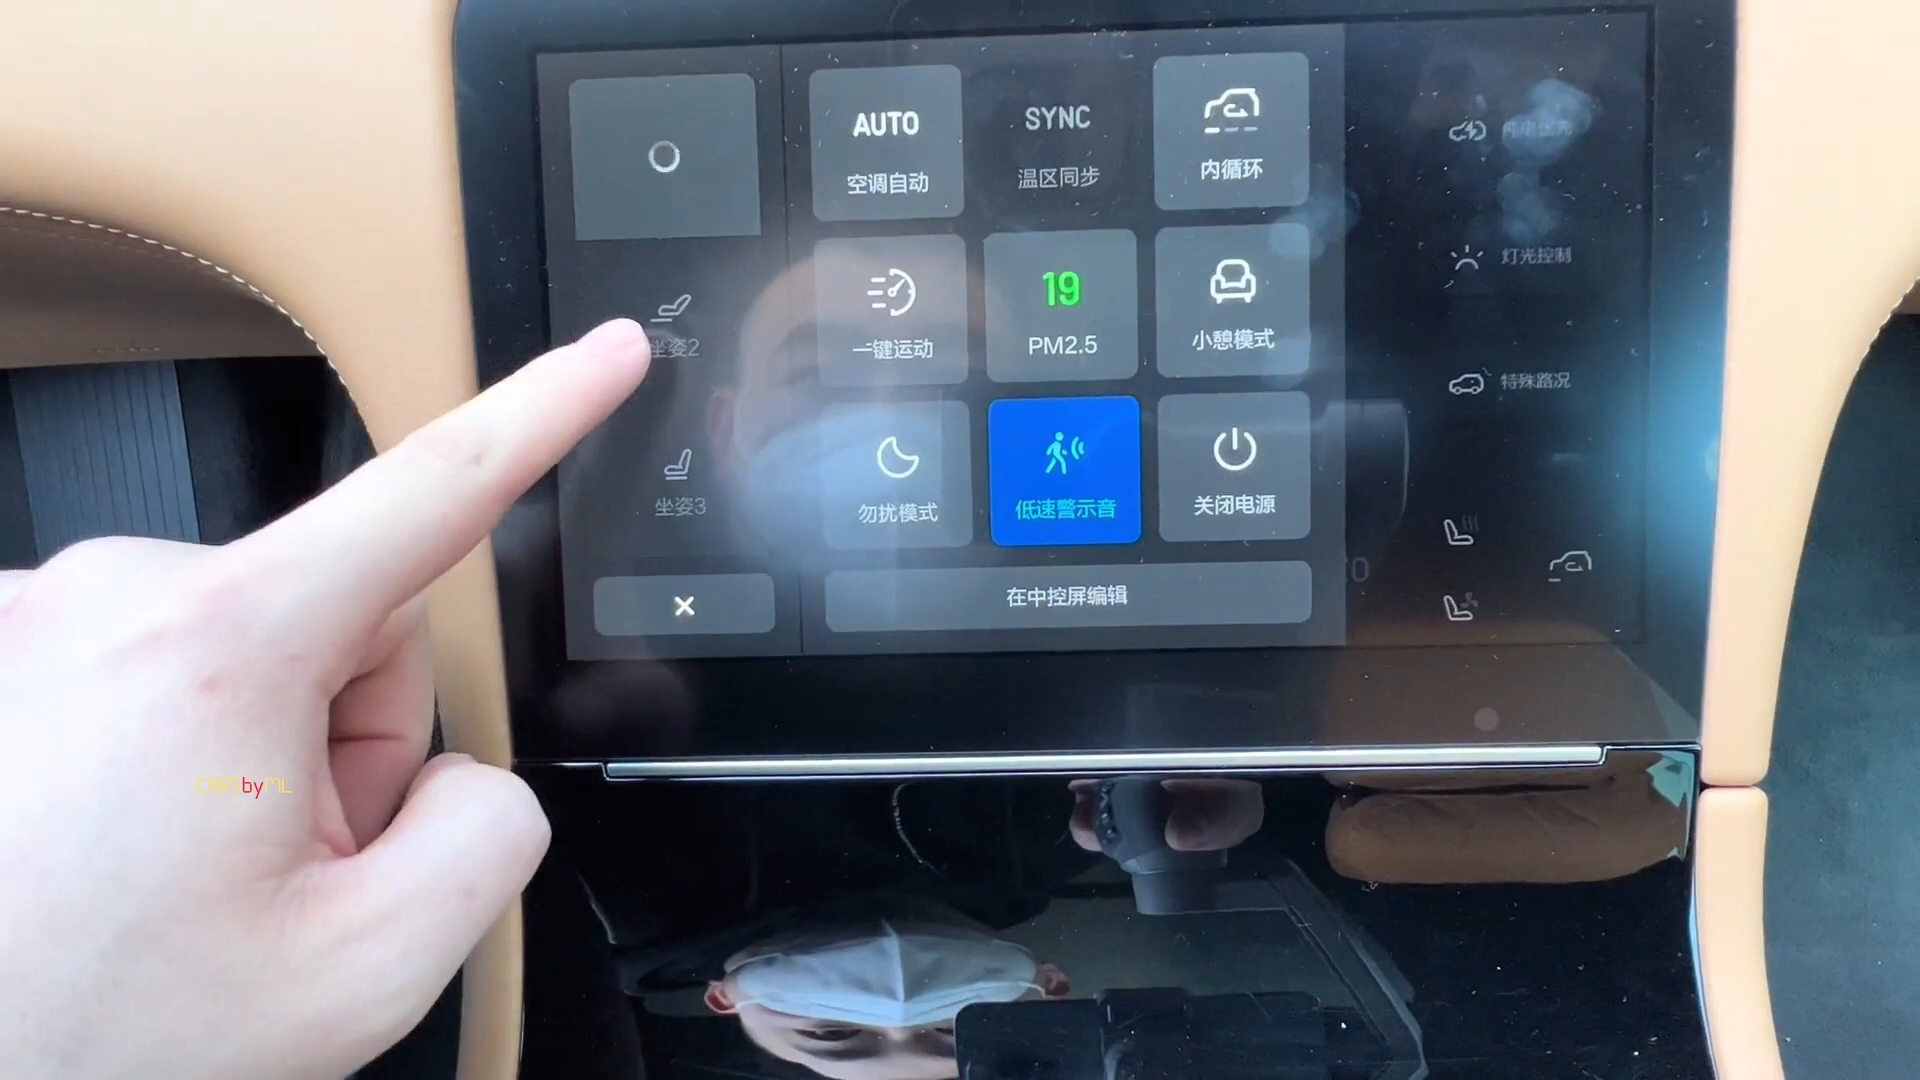 AUTO
空调自动
SYNC
温区同步
内循环
一键运动
19
PM2.5
小憩模式
勿扰模式
低速警示音
关闭电源
在中控屏编辑
坐姿2
坐姿3
灯光控制
特殊路况
CARSbyML